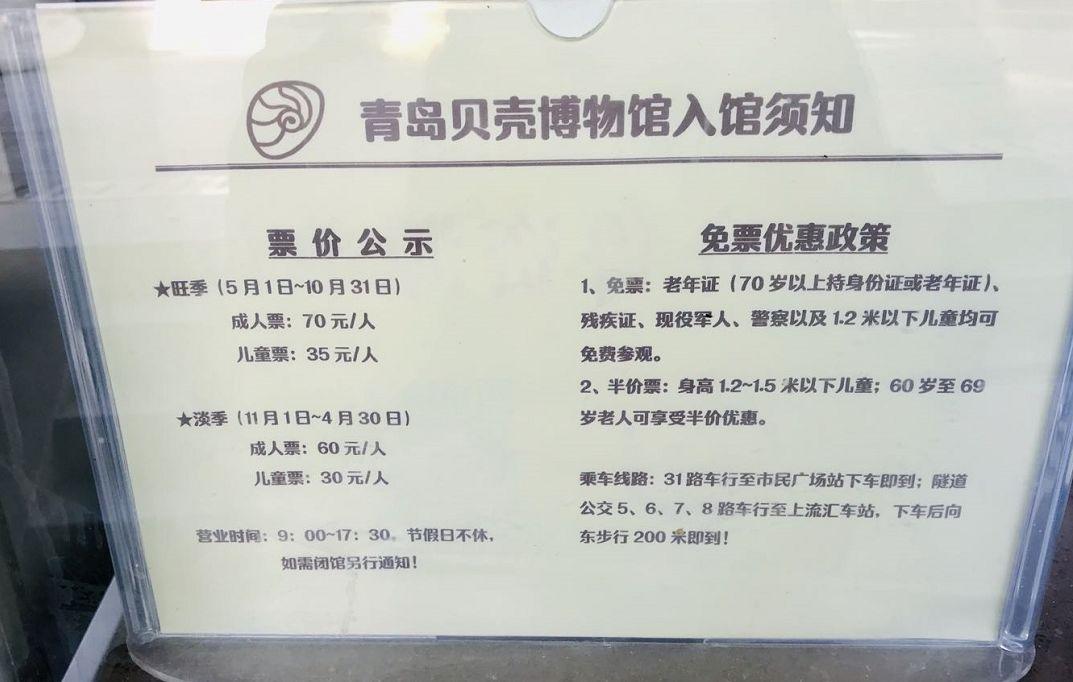 青岛贝壳博物馆入馆须知
票价公示
★旺季（5月1日~10月31日）
成人票：70元/人
儿童票：35元/人
★淡季（11月1日~4月30日）
成人票：60元/人
儿童票：30元/人
营业时间：9：00~17：30。节假日不休，
如需闭馆另行通知！
免票优惠政策
1、免票：老年证（70岁以上持身份证或老年证）、
残疾证、现役军人、警察以及1.2米以下儿童均可
免费参观。
2、半价票：身高1.2~1.5米以下儿童；60岁至69
岁老人可享受半价优惠。
乘车线路：31路车行至市民广场站下车即到；隧道
公交5、6、7、8路车行至上流汇车站，下车后向
东步行200米即到！